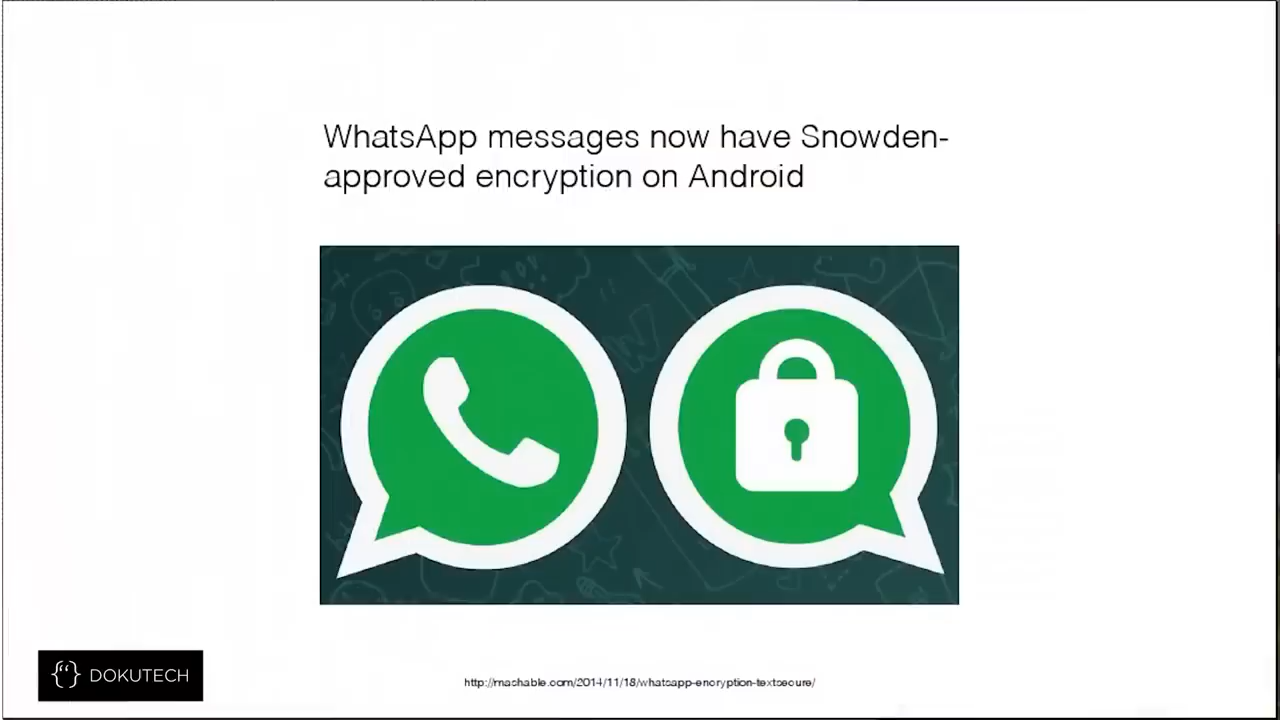 WhatsApp messages now have Snowden-
approved encryption on Android
DOKUTECH
http://mashable.com/2014/11/18/whatsapp-encryption-textsecure/